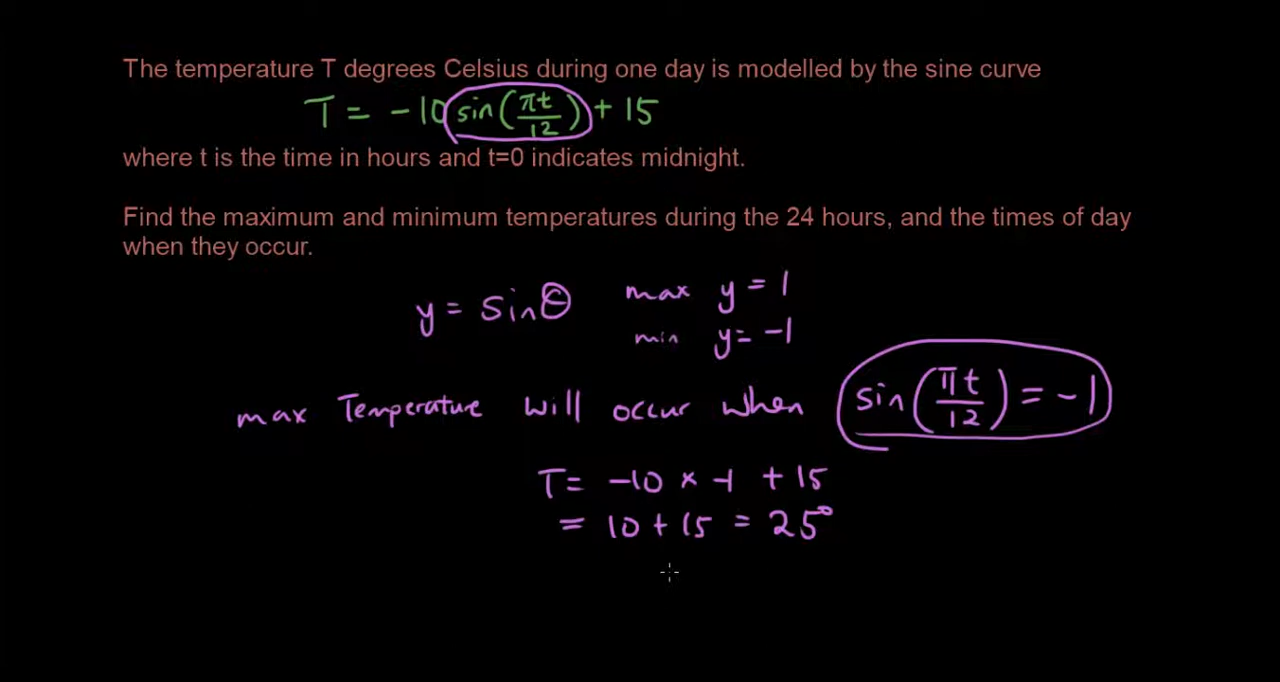 The temperature T degrees Celsius during one day is modelled by the sine curve
T = -10 sin(πt/12) + 15
where t is the time in hours and t=0 indicates midnight.
Find the maximum and minimum temperatures during the 24 hours, and the times of day
when they occur.
y = sinθ max y = 1
min y = -1
max Temperature will occur when sin(πt/12) = -1
T = -10 × -1 + 15
= 10 + 15 = 25°